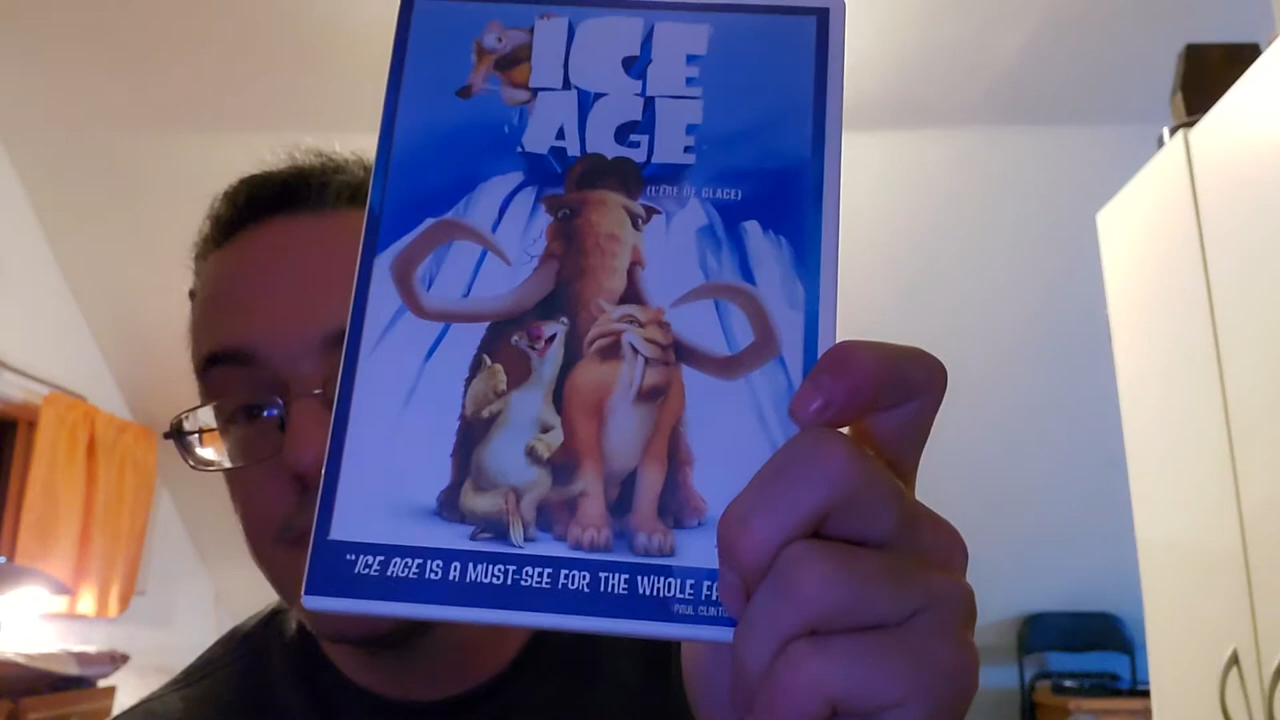 ICE
AGE
(L'ÈRE DE GLACE)
"ICE AGE IS A MUST-SEE FOR THE WHOLE FA
PAUL CLINT